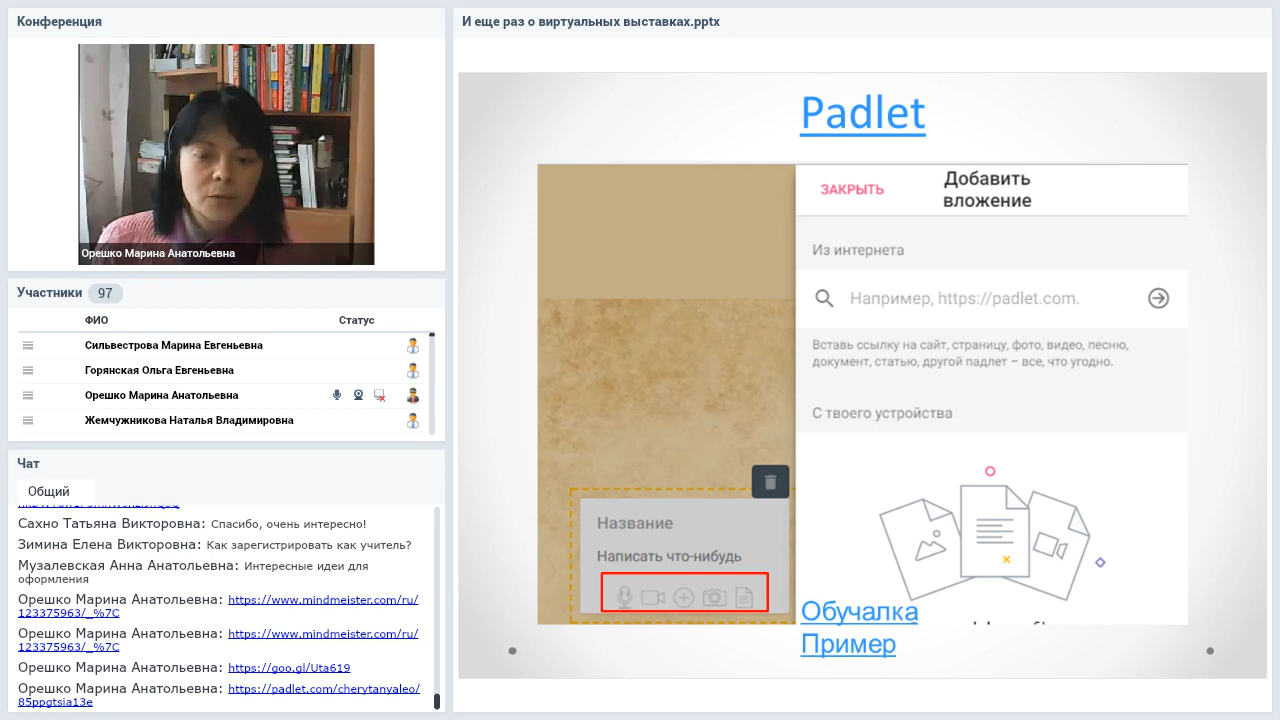 Конференция
Орешко Марина Анатольевна
Участники 97
ФИО Статус
Сильвестрова Марина Евгеньевна
Горянская Ольга Евгеньевна
Орешко Марина Анатольевна
Жемчужникова Наталья Владимировна
Чат
Общий
Сахно Татьяна Викторовна: Спасибо, очень интересно!
Зимина Елена Викторовна: Как зарегистрировать как учитель?
Музалевская Анна Анатольевна: Интересные идеи для
оформления
Орешко Марина Анатольевна: https://www.mindmeister.com/ru/
123375963/_%7C
Орешко Марина Анатольевна: https://www.mindmeister.com/ru/
123375963/_%7C
Орешко Марина Анатольевна: https://goo.gl/Uta619
Орешко Марина Анатольевна: https://padlet.com/cherytanyaleo/
85ppgtsia13e
И еще раз о виртуальных выставках.pptx
Padlet
ЗАКРЫТЬ
Добавить
вложение
Из интернета
Например, https://padlet.com.
Вставь ссылку на сайт, страницу, фото, видео, песню,
документ, статью, другой падлет – все, что угодно.
С твоего устройства
Название
Написать что-нибудь
Обучалка
Пример